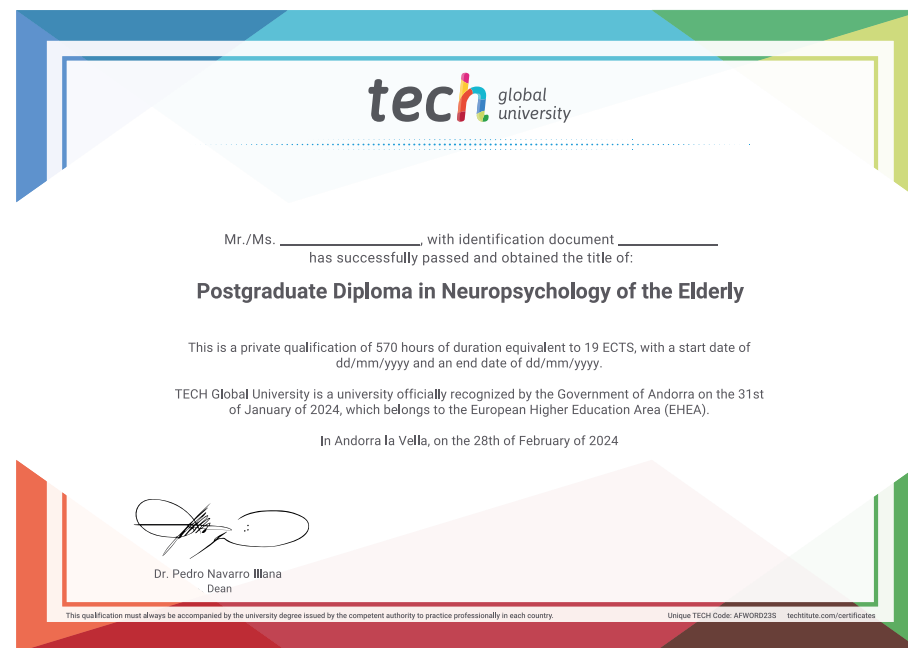 tech global university
Mr./Ms. ____________, with identification document ____________
has successfully passed and obtained the title of:
Postgraduate Diploma in Neuropsychology of the Elderly
This is a private qualification of 570 hours of duration equivalent to 19 ECTS, with a start date of
dd/mm/yyyy and an end date of dd/mm/yyyy.
TECH Global University is a university officially recognized by the Government of Andorra on the 31st
of January of 2024, which belongs to the European Higher Education Area (EHEA).
In Andorra la Vella, on the 28th of February of 2024
Dr. Pedro Navarro Illana
Dean
This qualification must always be accompanied by the university degree issued by the competent authority to practice professionally in each country.
Unique TECH Code: AFWORD23S techtitute.com/certificates